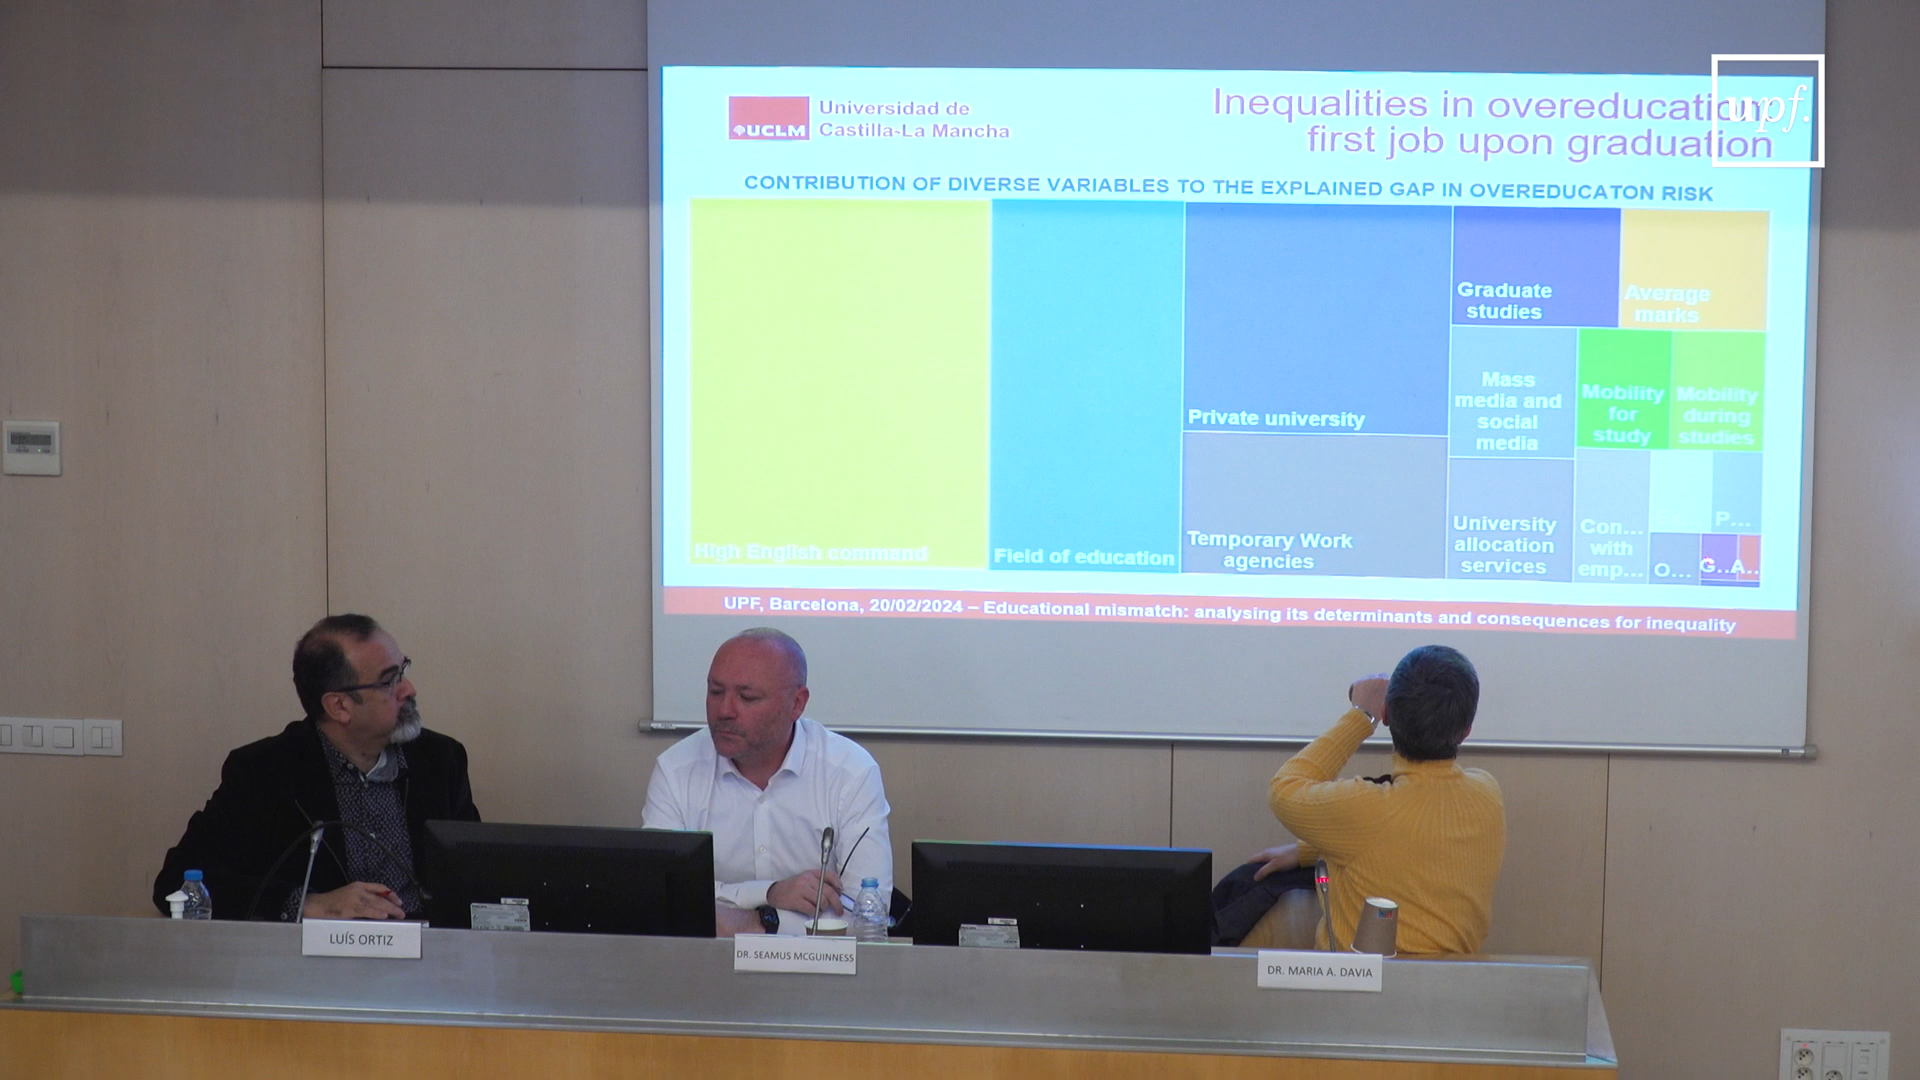 upf.
UCLM
Universidad de
Castilla-La Mancha
Inequalities in overeducation
first job upon graduation
CONTRIBUTION OF DIVERSE VARIABLES TO THE EXPLAINED GAP IN OVEREDUCATON RISK
High English command
Field of education
Private university
Temporary Work
agencies
Graduate
studies
Average
marks
Mass
media and
social
media
Mobility
for
study
Mobility
during
studies
University
allocation
services
Con...
with
emp...
P...
O...
G...
A...
UPF, Barcelona, 20/02/2024 – Educational mismatch: analysing its determinants and consequences for inequality
LUÍS ORTIZ
DR. SEAMUS MCGUINNESS
DR. MARIA A. DAVIA